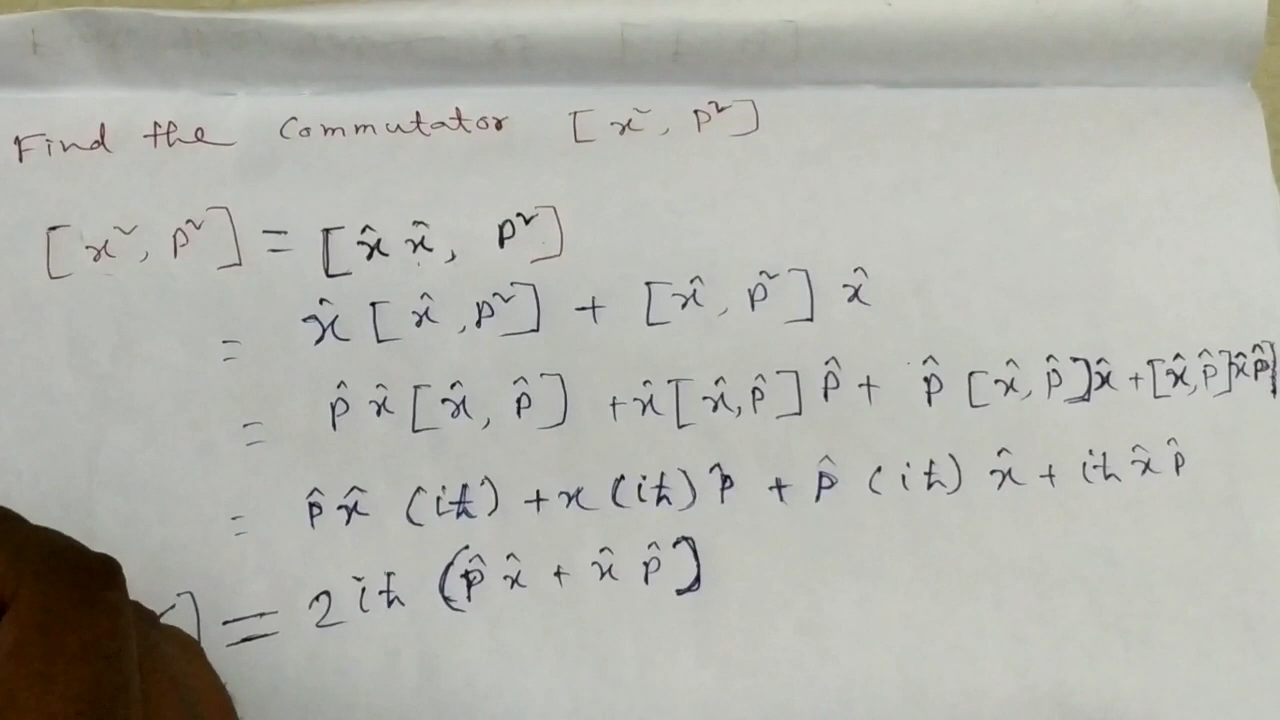 Find the Commutator [x², p²]
[x², p²] = [x̂ x̂, p²]
= x̂ [x̂, p²] + [x̂, p²] x̂
= p̂ x̂ [x̂, p̂] + x̂ [x̂, p̂] p̂ + p̂ [x̂, p̂] x̂ + [x̂, p̂] x̂ p̂
= p̂ x̂ (iħ) + x (iħ) p̂ + p̂ (iħ) x̂ + iħ x̂ p̂
] = 2iħ (p̂ x̂ + x̂ p̂]